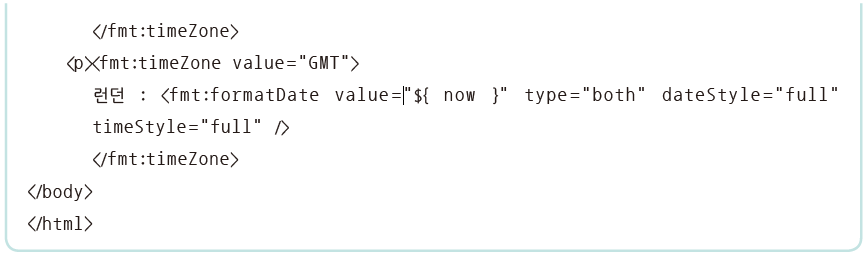 </fmt:timeZone>
<p><fmt:timeZone value="GMT">
런던 : <fmt:formatDate value="${ now }" type="both" dateStyle="full"
timeStyle="full" />
</fmt:timeZone>
</body>
</html>